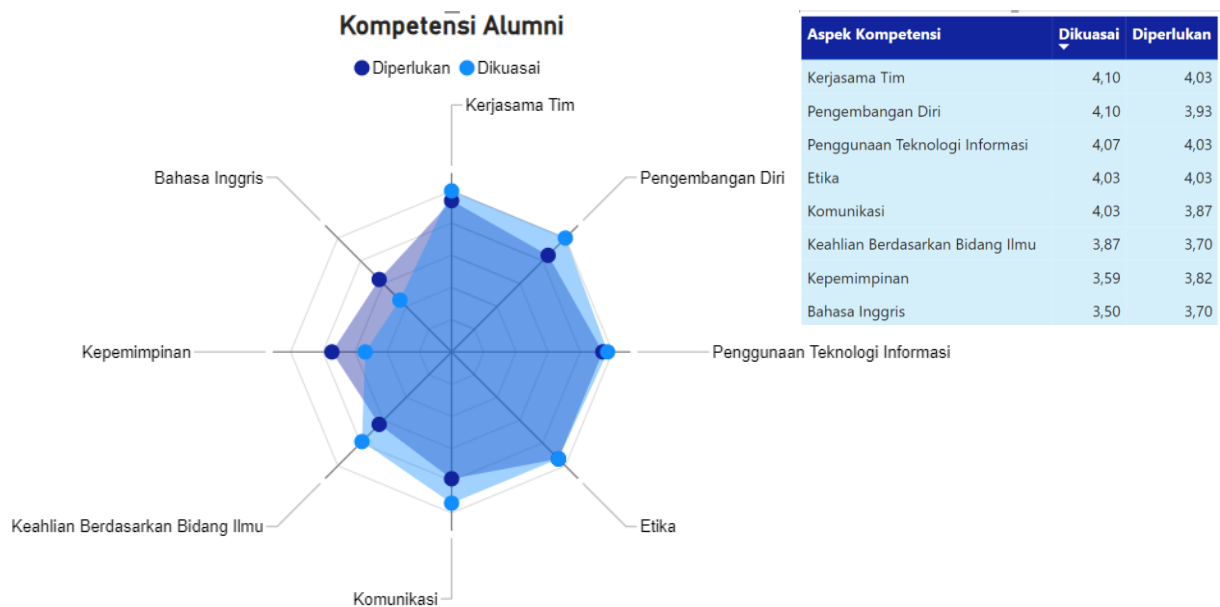 Kompetensi Alumni
Diperlukan Dikuasai
Kerjasama Tim
Pengembangan Diri
Penggunaan Teknologi Informasi
Etika
Komunikasi
Keahlian Berdasarkan Bidang Ilmu
Kepemimpinan
Bahasa Inggris
Aspek Kompetensi Dikuasai Diperlukan
Kerjasama Tim 4,10 4,03
Pengembangan Diri 4,10 3,93
Penggunaan Teknologi Informasi 4,07 4,03
Etika 4,03 4,03
Komunikasi 4,03 3,87
Keahlian Berdasarkan Bidang Ilmu 3,87 3,70
Kepemimpinan 3,59 3,82
Bahasa Inggris 3,50 3,70